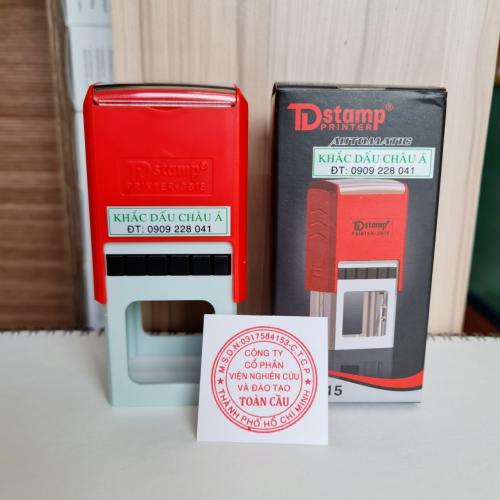 TDstamp®
PRINTER-3615
KHẮC DẤU CHÂU Á
ĐT: 0909 228 041
TDstamp®
PRINTER
AUTOMATIC
KHẮC DẤU CHÂU Á
ĐT: 0909 228 041
TDstamp®
PRINTER-3615
15
M.S.D.N:0317584153-C.T.C.P
CÔNG TY
CỔ PHẦN
VIỆN NGHIÊN CỨU
VÀ ĐÀO TẠO
TOÀN CẦU
THÀNH PHỐ HỒ CHÍ MINH